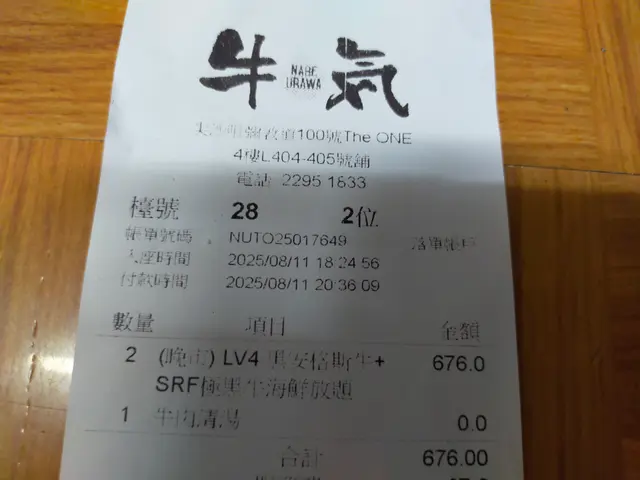 牛 NABE URAWA 氣
彌敦道100號The ONE
4樓L404-405號舖
電話 2295 1833
檯號 28 2位
帳單號碼 NUTO25017649
入座時間 2025/08/11 18:24:56
付款時間 2025/08/11 20:36:09
數量 項目 金額
2 (晚市) LV4 黑安格斯牛+ 676.0
SRF極黑牛海鮮放題
1 牛肉清湯 0.0
合計 676.00